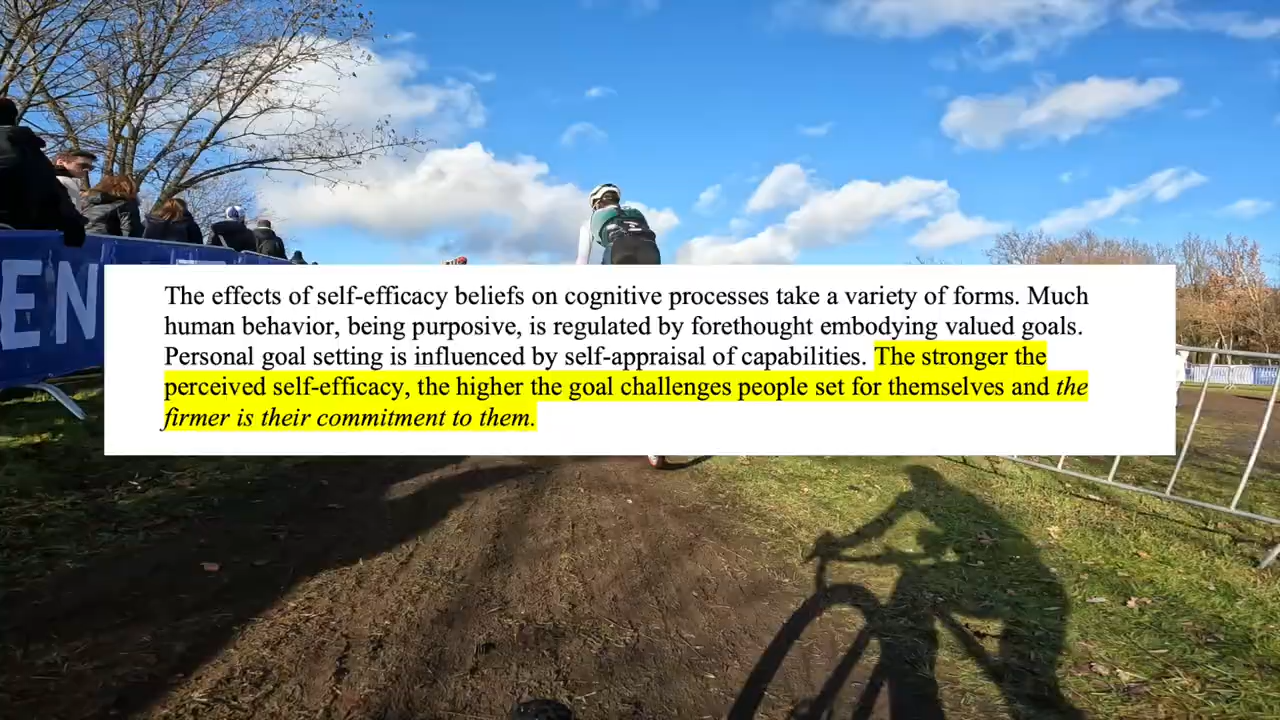 The effects of self-efficacy beliefs on cognitive processes take a variety of forms. Much
human behavior, being purposive, is regulated by forethought embodying valued goals.
Personal goal setting is influenced by self-appraisal of capabilities. The stronger the
perceived self-efficacy, the higher the goal challenges people set for themselves and the
firmer is their commitment to them.
EN